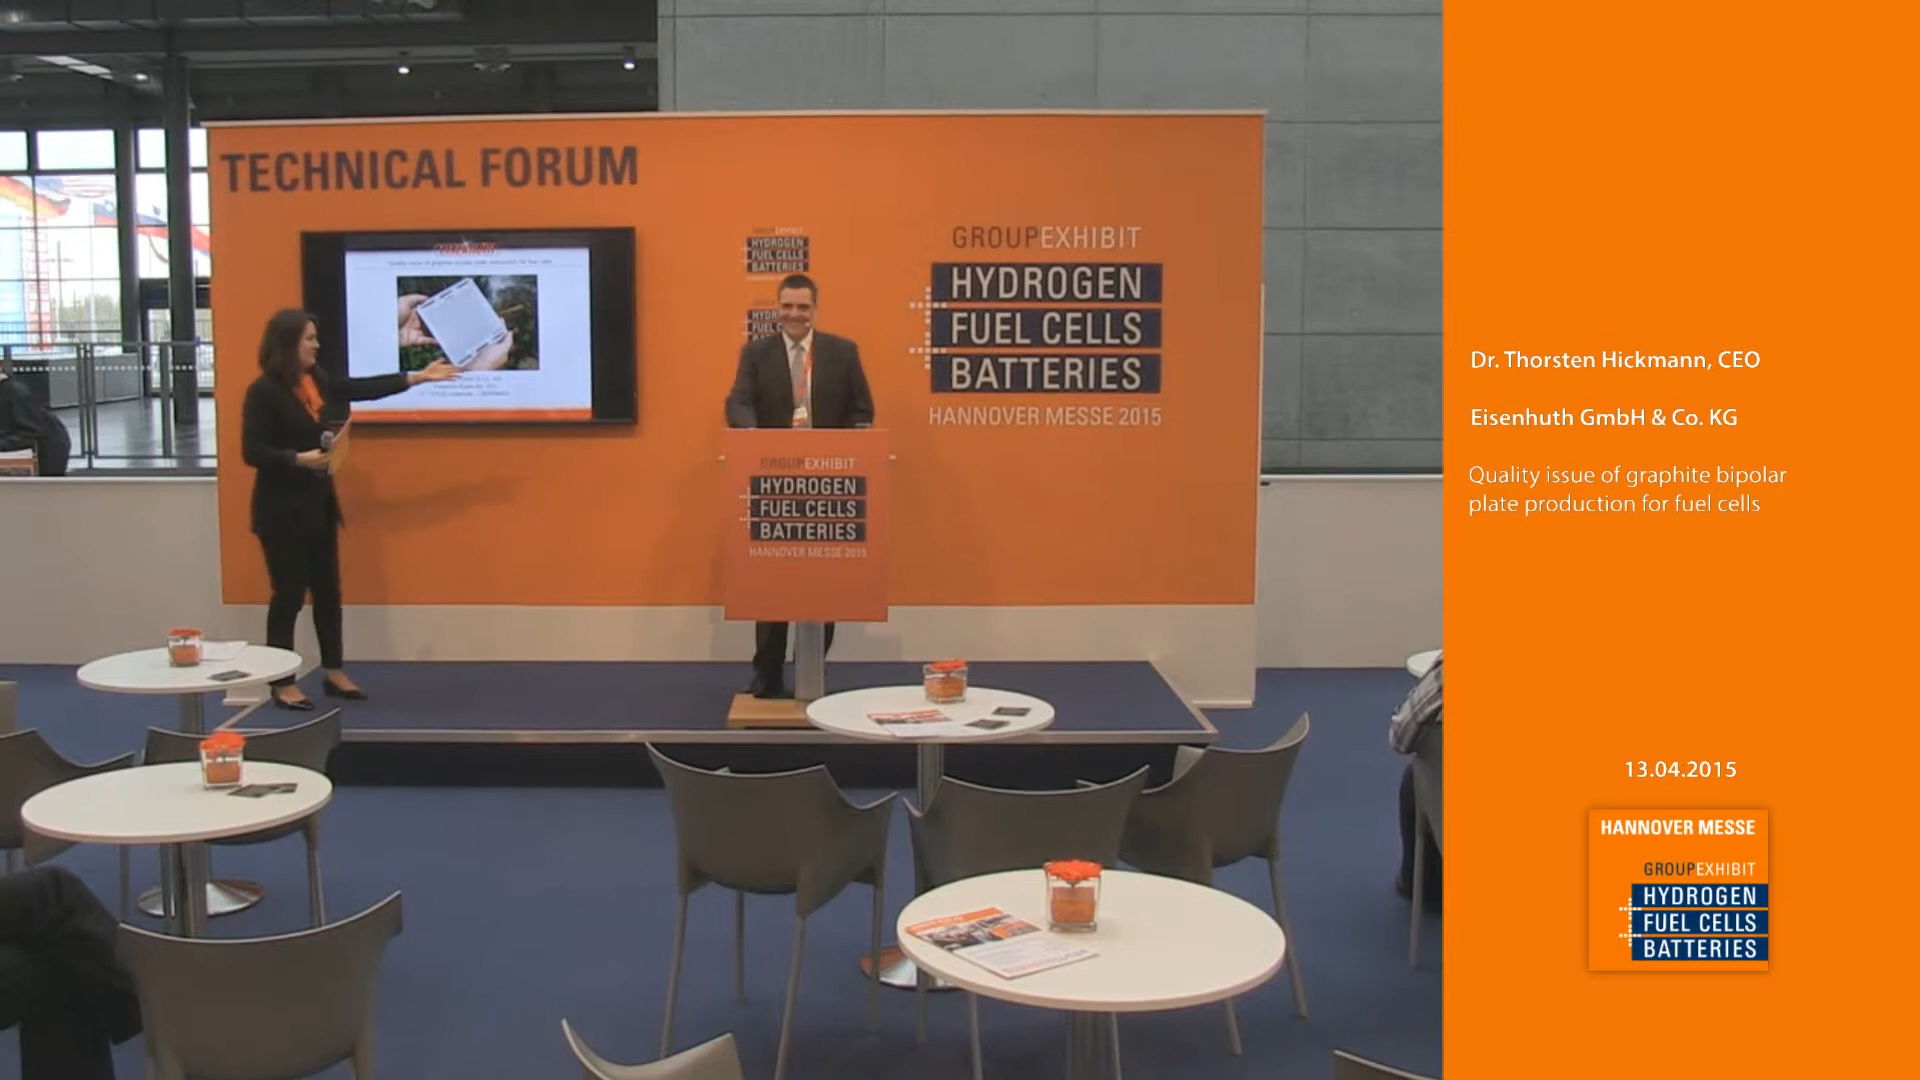 TECHNICAL FORUM
GROUPEXHIBIT
HYDROGEN
FUEL CELLS
BATTERIES
GROUPEXHIBIT
HYDROGEN
FUEL CELLS
BATTERIES
HANNOVER MESSE 2015
GROUPEXHIBIT
HYDROGEN
FUEL CELLS
BATTERIES
HANNOVER MESSE 2015
Dr. Thorsten Hickmann, CEO
Eisenhuth GmbH & Co. KG
Quality issue of graphite bipolar
plate production for fuel cells
13.04.2015
HANNOVER MESSE
GROUPEXHIBIT
HYDROGEN
FUEL CELLS
BATTERIES